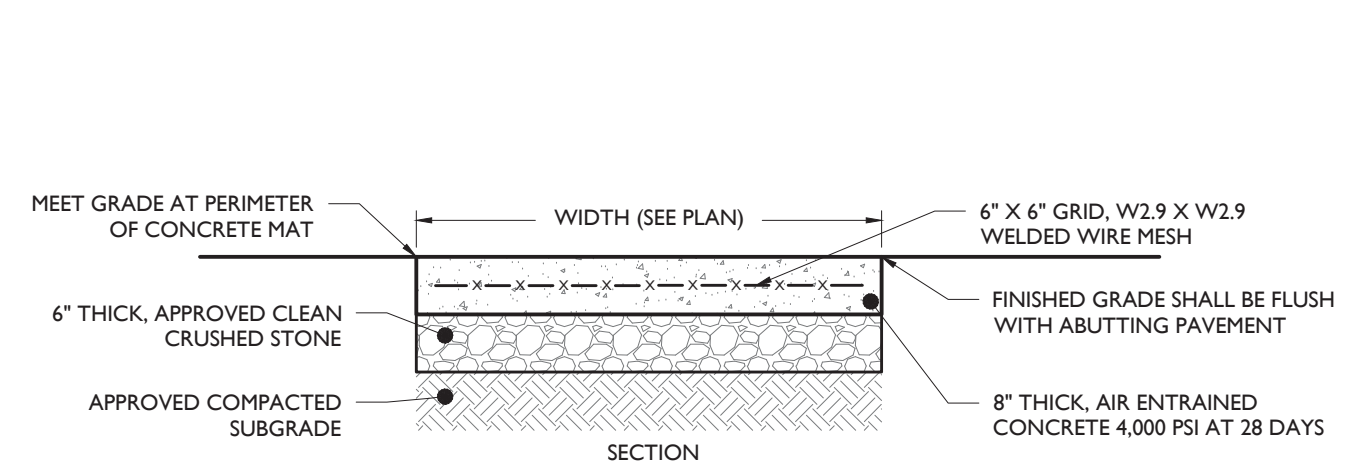 MEET GRADE AT PERIMETER
OF CONCRETE MAT
6" THICK, APPROVED CLEAN
CRUSHED STONE
APPROVED COMPACTED
SUBGRADE
WIDTH (SEE PLAN)
6" X 6" GRID, W2.9 X W2.9
WELDED WIRE MESH
FINISHED GRADE SHALL BE FLUSH
WITH ABUTTING PAVEMENT
8" THICK, AIR ENTRAINED
CONCRETE 4,000 PSI AT 28 DAYS
X X X X X X X X X
SECTION